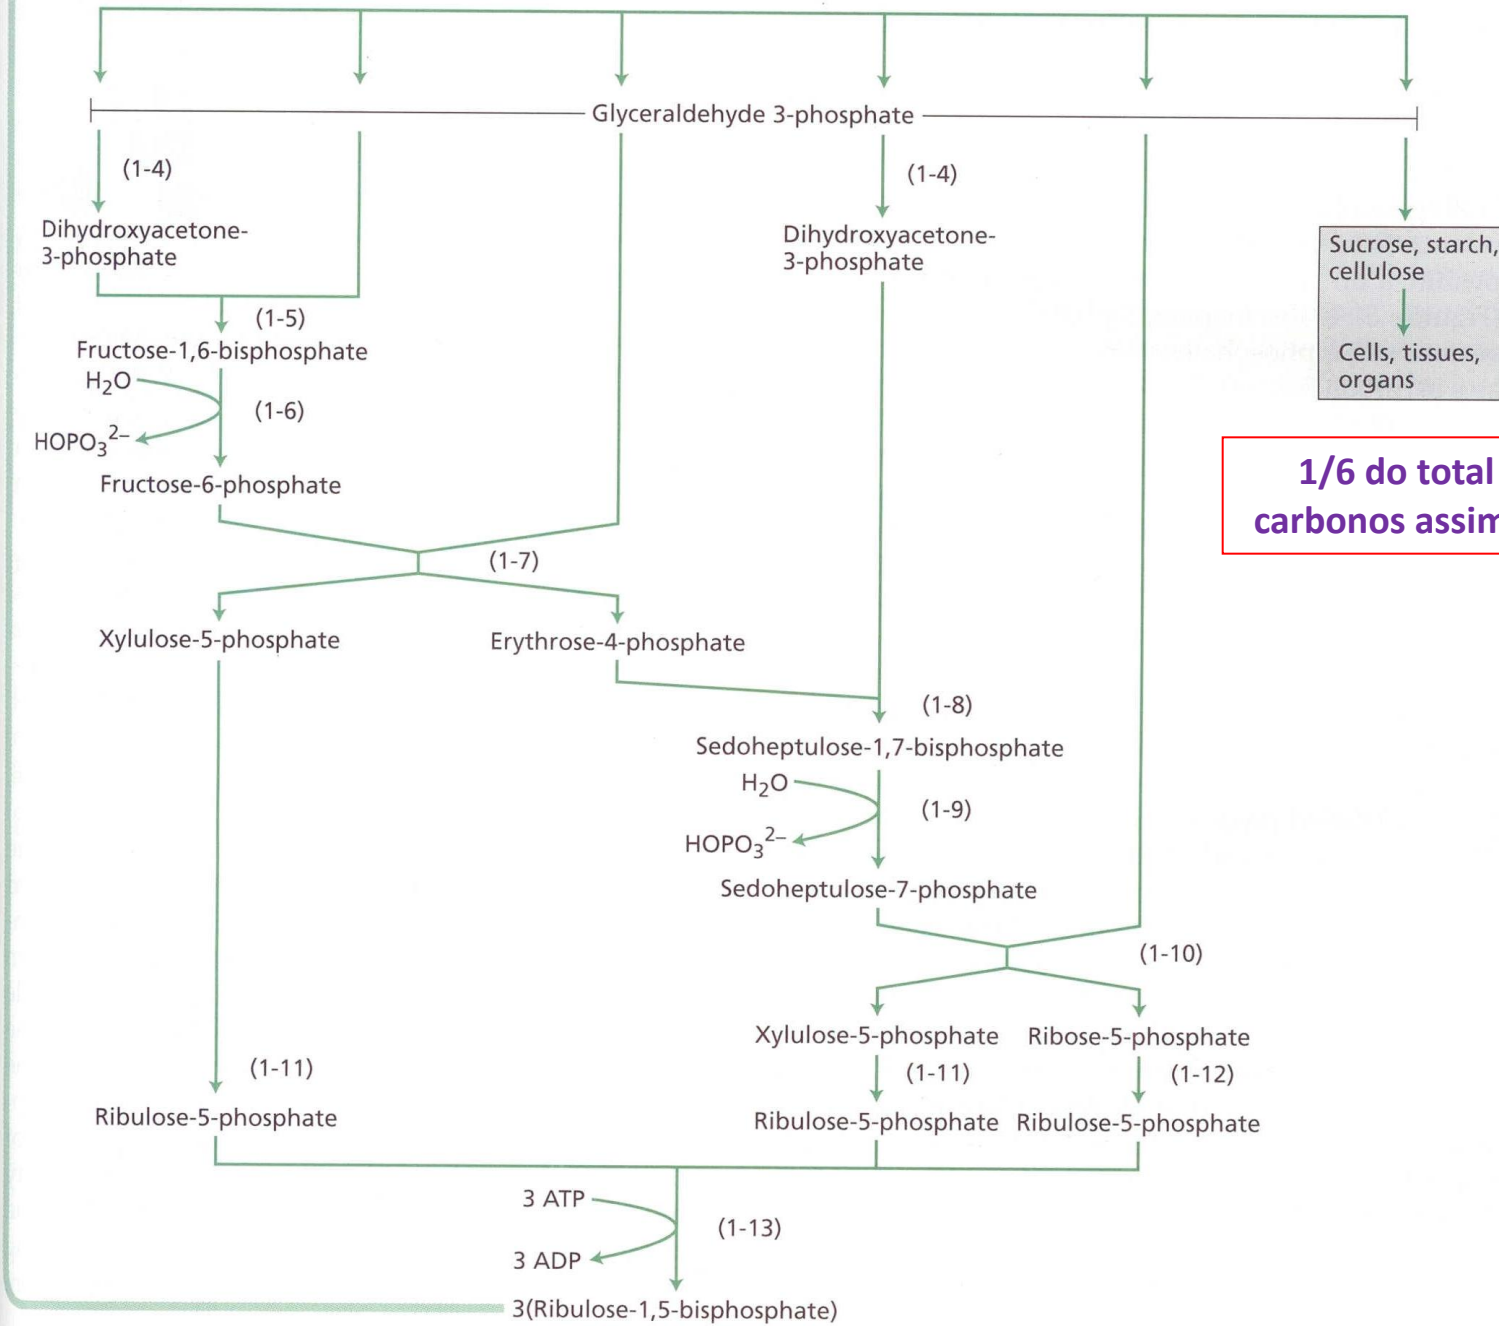 Glyceraldehyde 3-phosphate
(1-4)
(1-4)
Dihydroxyacetone-
3-phosphate
Dihydroxyacetone-
3-phosphate
Sucrose, starch,
cellulose
Cells, tissues,
organs
(1-5)
Fructose-1,6-bisphosphate
H₂O
(1-6)
HOPO₃²⁻
Fructose-6-phosphate
1/6 do total
carbonos assim
(1-7)
Xylulose-5-phosphate
Erythrose-4-phosphate
(1-8)
Sedoheptulose-1,7-bisphosphate
H₂O
(1-9)
HOPO₃²⁻
Sedoheptulose-7-phosphate
(1-10)
Xylulose-5-phosphate
Ribose-5-phosphate
(1-11)
(1-11)
(1-12)
Ribulose-5-phosphate
Ribulose-5-phosphate
Ribulose-5-phosphate
3 ATP
(1-13)
3 ADP
3(Ribulose-1,5-bisphosphate)